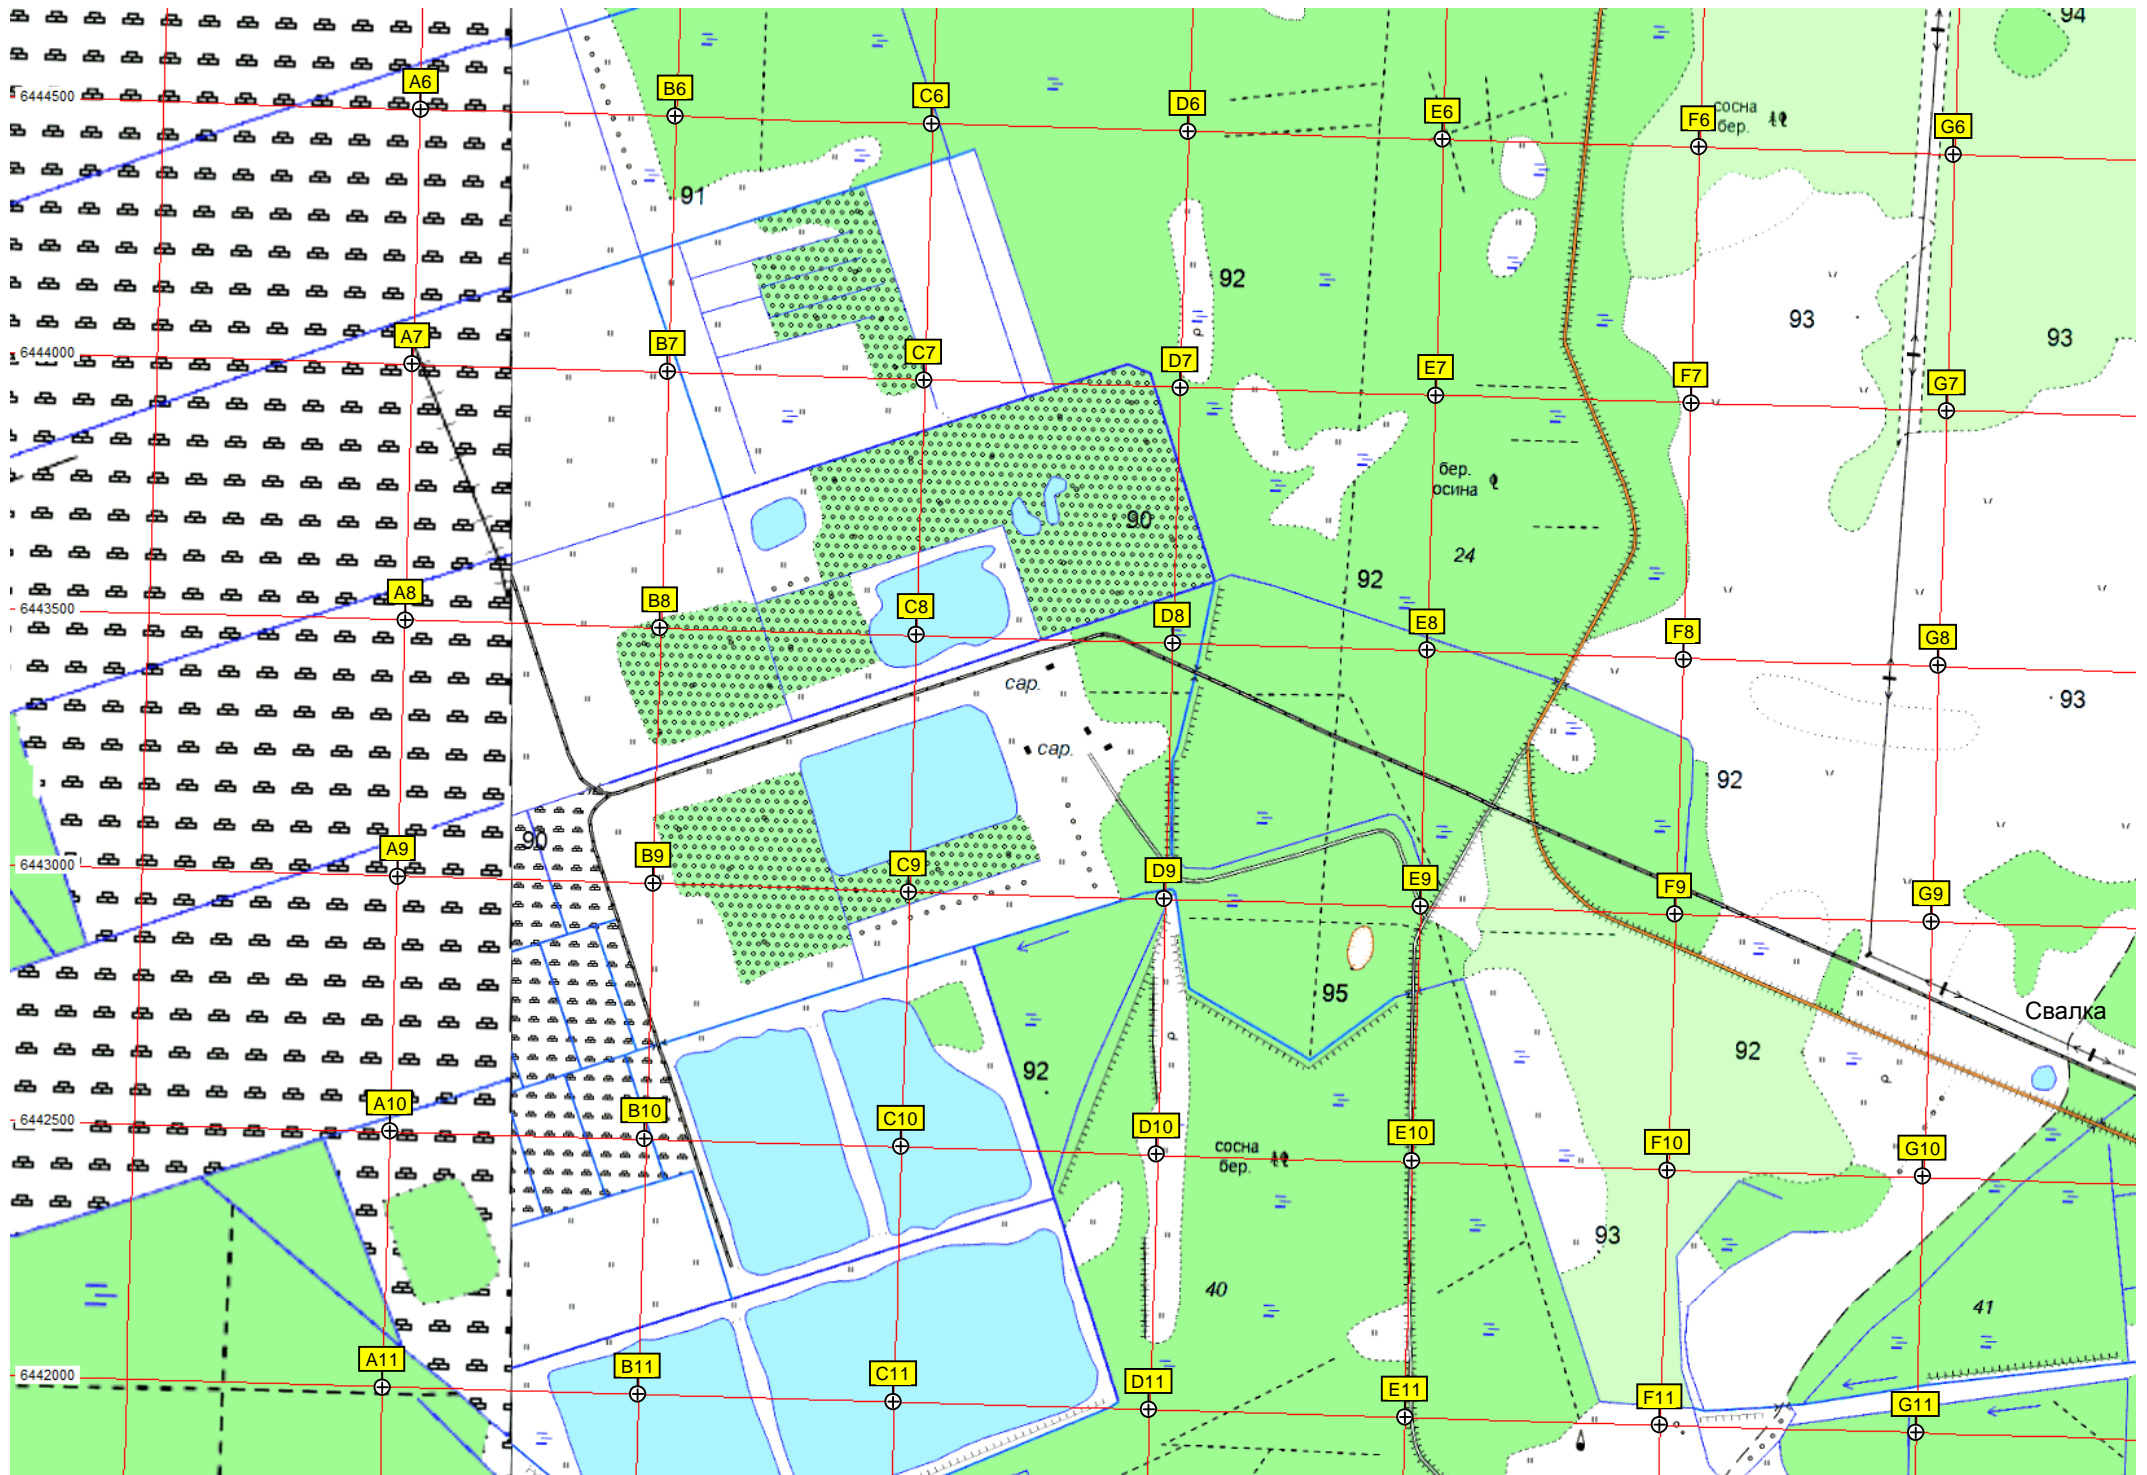 94
A6
B6
C6
D6
E6
F6
G6
6444500
сосна
бер.
91
92
93
93
A7
B7
C7
D7
E7
F7
G7
6444000
бер.
осина
90
24
92
A8
B8
C8
D8
E8
F8
G8
6443500
сар.
93
сар.
92
90
A9
B9
C9
D9
E9
F9
G9
6443000
95
Свалка
92
92
A10
B10
C10
D10
E10
F10
G10
6442500
сосна
бер.
93
40
41
A11
B11
C11
D11
E11
F11
G11
6442000